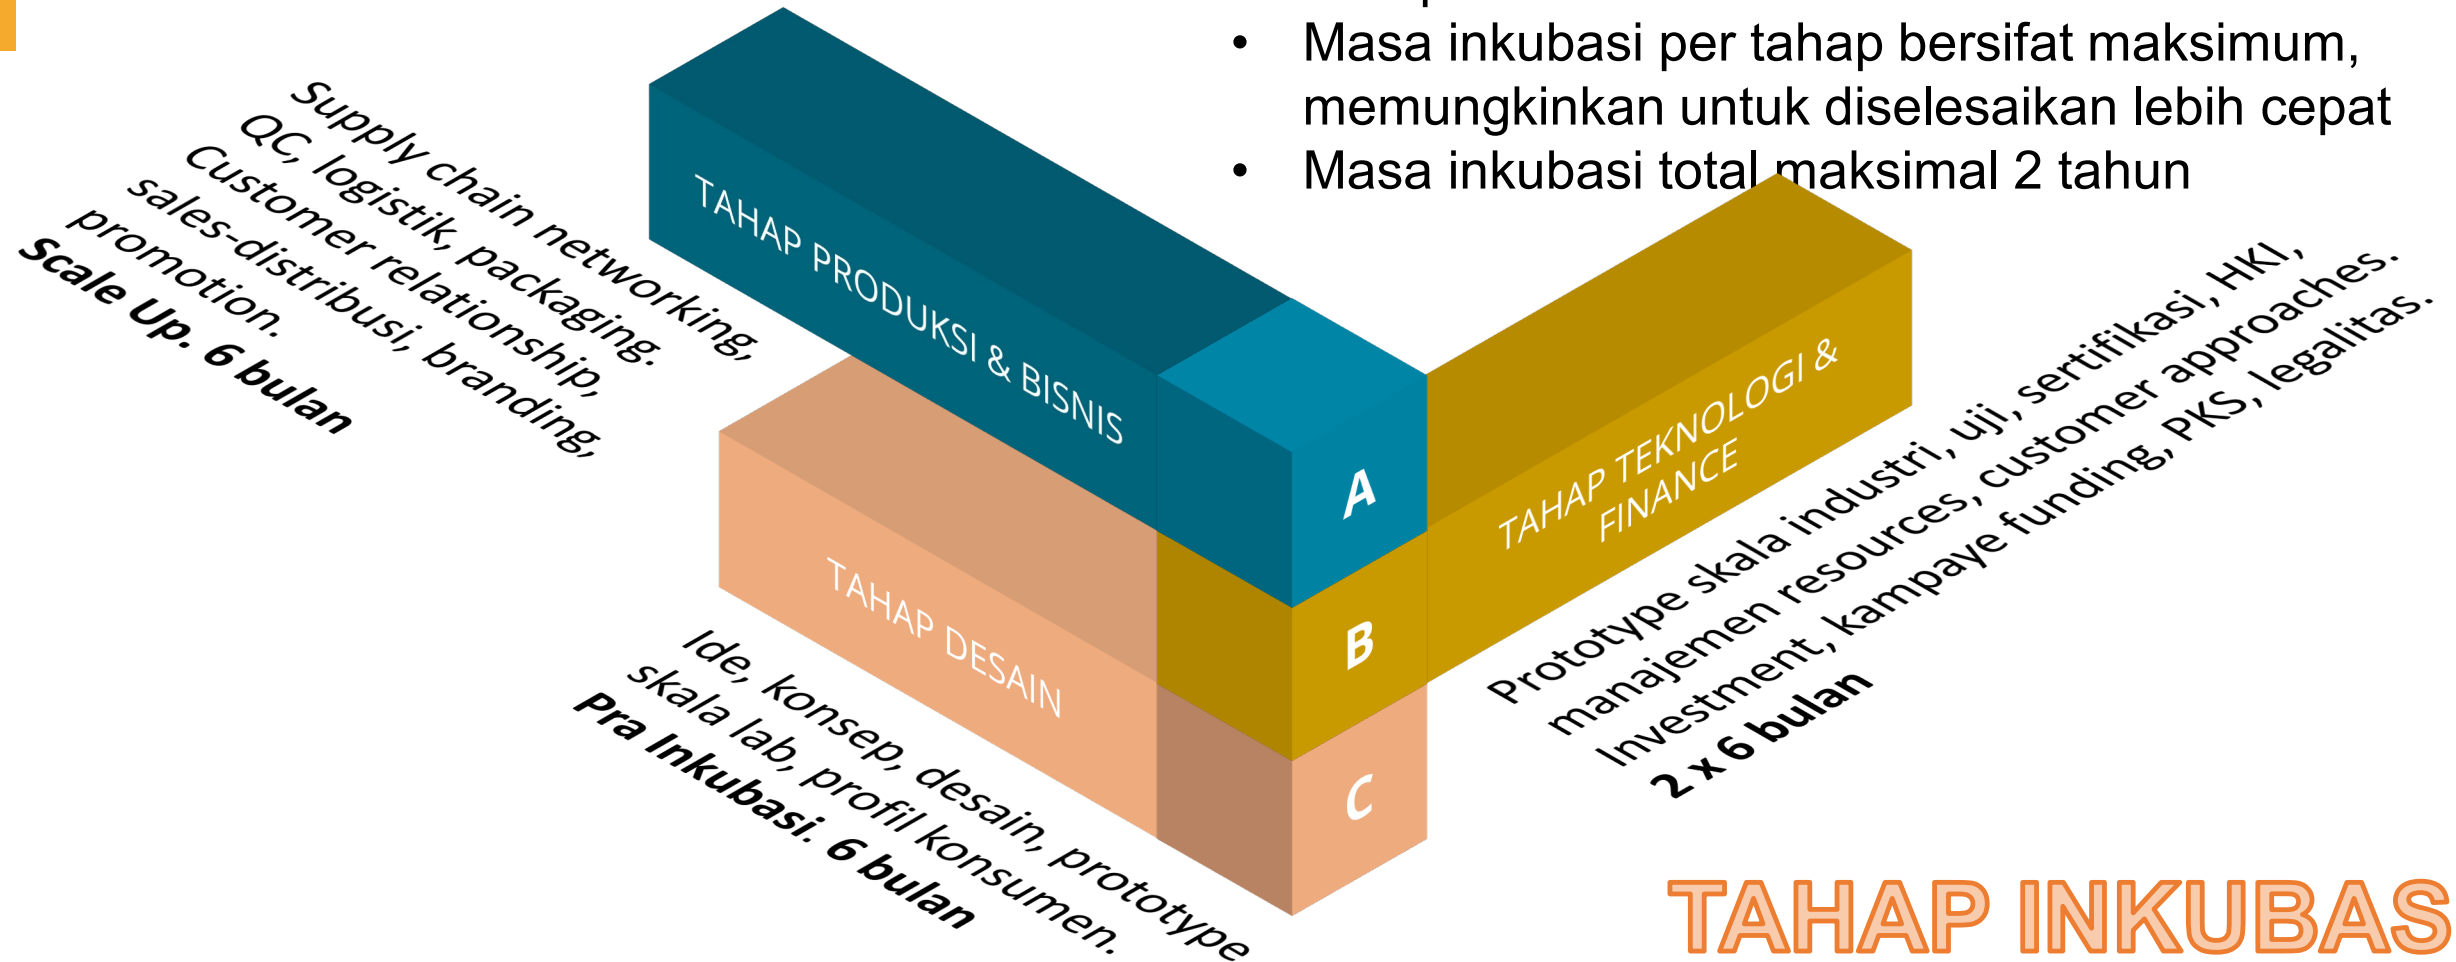 • Masa inkubasi per tahap bersifat maksimum,
memungkinkan untuk diselesaikan lebih cepat
• Masa inkubasi total maksimal 2 tahun
Supply chain networking,
QC, logistik, packaging.
Customer relationship,
sales-distribusi, branding,
promotion.
Scale Up. 6 bulan
TAHAP PRODUKSI & BISNIS
A
TAHAP TEKNOLOGI &
FINANCE
B
Prototype skala industri, uji, sertifikasi, HKI,
manajemen resources, customer approaches.
Investment, kampaye funding, PKS, legalitas.
2 x 6 bulan
TAHAP DESAIN
C
Ide, konsep, desain, prototype
skala lab, profil konsumen.
Pra Inkubasi. 6 bulan
TAHAP INKUBAS